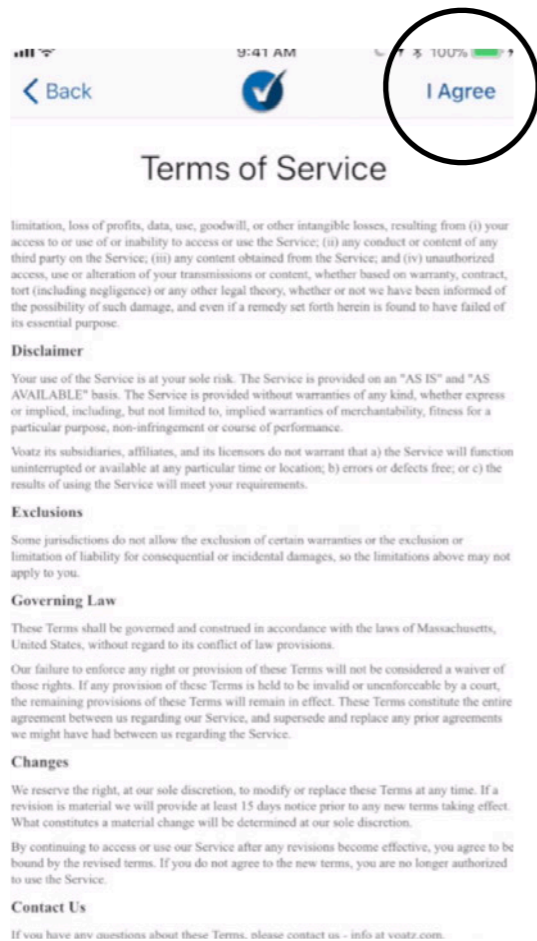 9:41 AM
100%
Back
I Agree
Terms of Service
limitation, loss of profits, data, use, goodwill, or other intangible losses, resulting from (i) your
access to or use of or inability to access or use the Service; (ii) any conduct or content of any
third party on the Service; (iii) any content obtained from the Service; and (iv) unauthorized
access, use or alteration of your transmissions or content, whether based on warranty, contract,
tort (including negligence) or any other legal theory, whether or not we have been informed of
the possibility of such damage, and even if a remedy set forth herein is found to have failed of
its essential purpose.
Disclaimer
Your use of the Service is at your sole risk. The Service is provided on an "AS IS" and "AS
AVAILABLE" basis. The Service is provided without warranties of any kind, whether express
or implied, including, but not limited to, implied warranties of merchantability, fitness for a
particular purpose, non-infringement or course of performance.
Voatz its subsidiaries, affiliates, and its licensors do not warrant that a) the Service will function
uninterrupted or available at any particular time or location; b) errors or defects free; or c) the
results of using the Service will meet your requirements.
Exclusions
Some jurisdictions do not allow the exclusion of certain warranties or the exclusion or
limitation of liability for consequential or incidental damages, so the limitations above may not
apply to you.
Governing Law
These Terms shall be governed and construed in accordance with the laws of Massachusetts,
United States, without regard to its conflict of law provisions.
Our failure to enforce any right or provision of these Terms will not be considered a waiver of
those rights. If any provision of these Terms is held to be invalid or unenforceable by a court,
the remaining provisions of these Terms will remain in effect. These Terms constitute the entire
agreement between us regarding our Service, and supersede and replace any prior agreements
we might have had between us regarding the Service.
Changes
We reserve the right, at our sole discretion, to modify or replace these Terms at any time. If a
revision is material we will provide at least 15 days notice prior to any new terms taking effect.
What constitutes a material change will be determined at our sole discretion.
By continuing to access or use our Service after any revisions become effective, you agree to be
bound by the revised terms. If you do not agree to the new terms, you are no longer authorized
to use the Service.
Contact Us
If you have any questions about these Terms, please contact us - info at voatz.com.